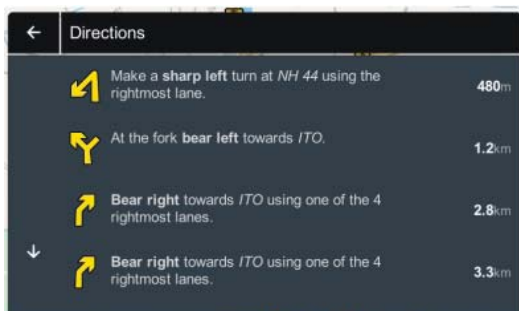 Directions
Make a sharp left turn at NH 44 using the
rightmost lane.
480m
At the fork bear left towards ITO.
1.2km
Bear right towards ITO using one of the 4
rightmost lanes.
2.8km
Bear right towards ITO using one of the 4
rightmost lanes.
3.3km